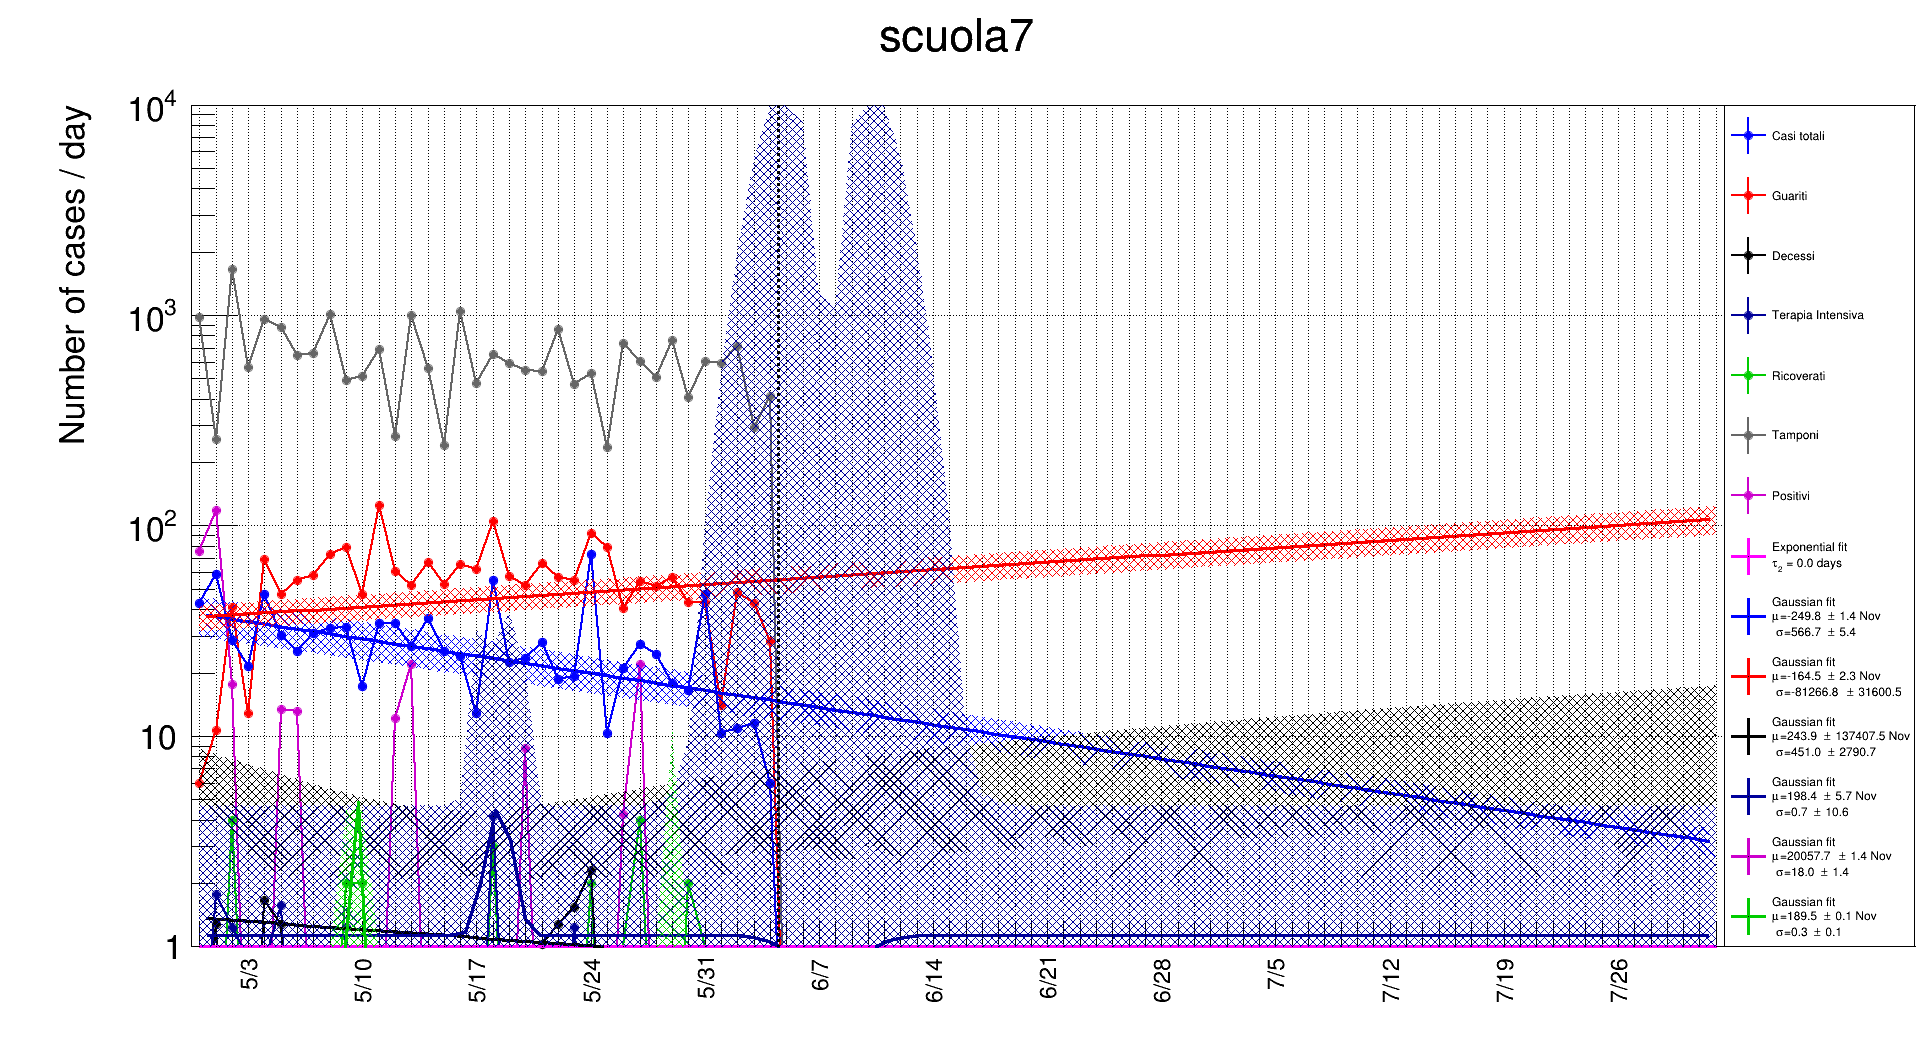 scuola7
Number of cases / day
10⁴
10³
10²
10
1
5/3
5/10
5/17
5/24
5/31
6/7
6/14
6/21
6/28
7/5
7/12
7/19
7/26
Casi totali
Guariti
Decessi
Terapia Intensiva
Ricoverati
Tamponi
Positivi
Exponential fit
τ₂ = 0.0 days
Gaussian fit
μ=-249.8 ± 1.4 Nov
σ=566.7 ± 5.4
Gaussian fit
μ=-164.5 ± 2.3 Nov
σ=-81266.8 ± 31600.5
Gaussian fit
μ=243.9 ± 137407.5 Nov
σ=451.0 ± 2790.7
Gaussian fit
μ=198.4 ± 5.7 Nov
σ=0.7 ± 10.6
Gaussian fit
μ=20057.7 ± 1.4 Nov
σ=18.0 ± 1.4
Gaussian fit
μ=189.5 ± 0.1 Nov
σ=0.3 ± 0.1